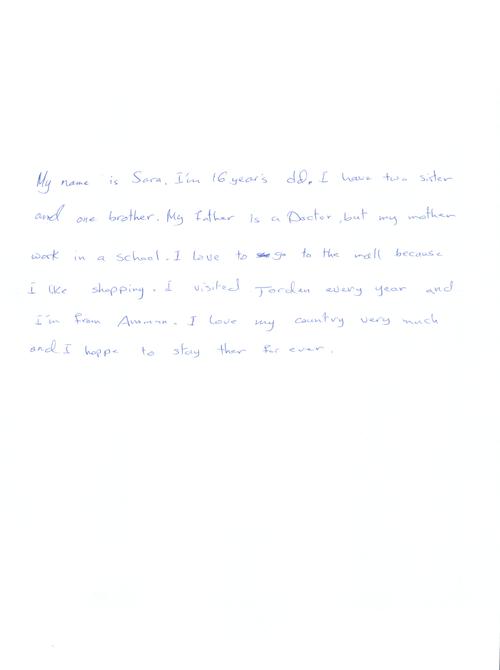 My name is Sara. I'm 16 year's old. I have two sister
and one brother. My father is a Doctor, but my mother
work in a school. I love to go to the mall because
I like shopping. I visited Jordan every year and
I'm from Amman. I love my country very much
and I hoppe to stay ther for ever.